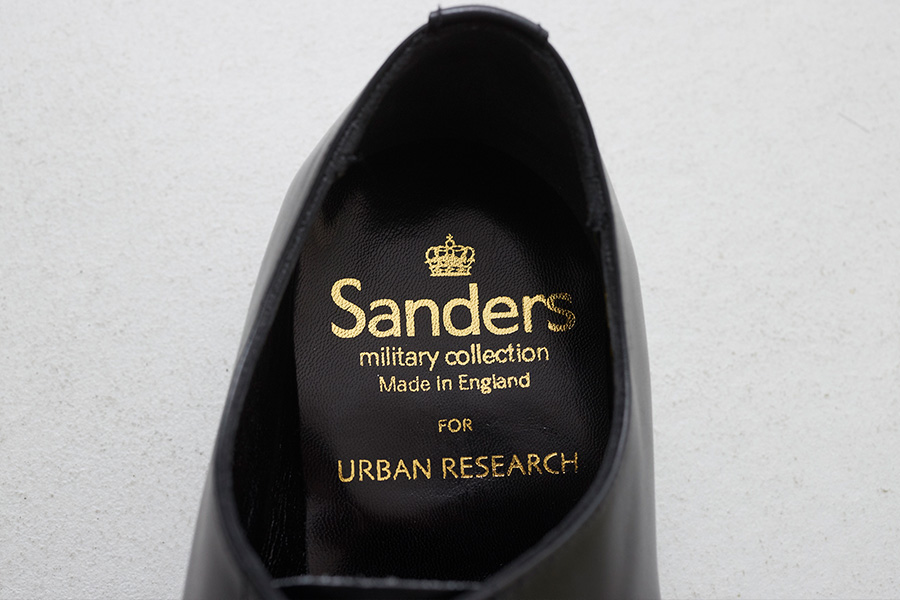 Sanders
military collection
Made in England
FOR
URBAN RESEARCH